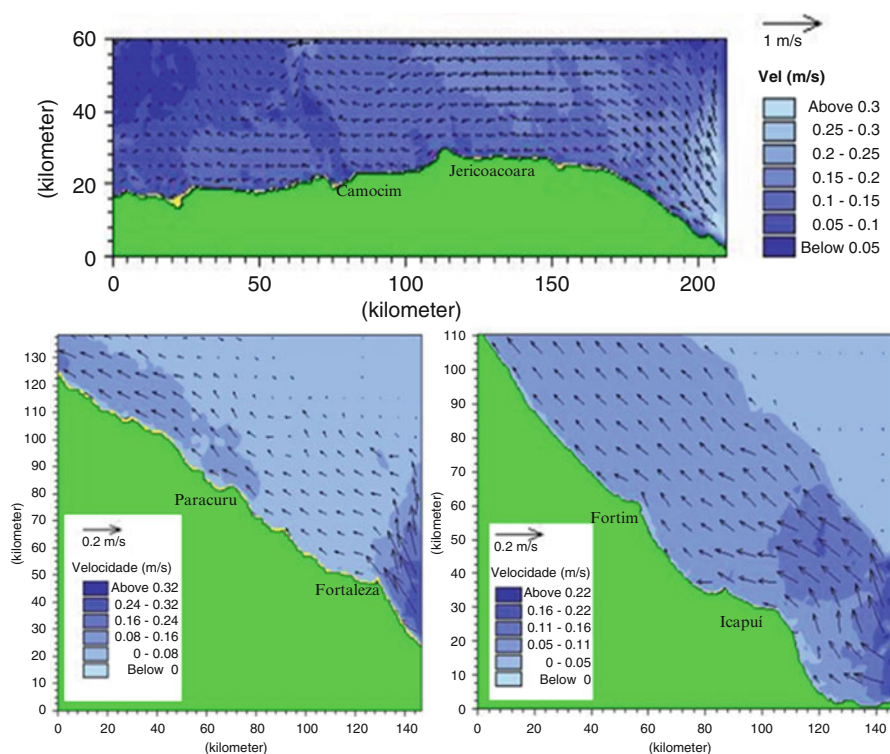 60
40
20
0
(kilometer)
Camocim
Jericoacoara
0 50 100 150 200
(kilometer)
1 m/s
Vel (m/s)
Above 0.3
0.25 - 0.3
0.2 - 0.25
0.15 - 0.2
0.1 - 0.15
0.05 - 0.1
Below 0.05
130
120
110
100
90
80
70
60
50
40
30
20
10
0
(kilometer)
Paracuru
Fortaleza
0.2 m/s
Velocidade (m/s)
Above 0.32
0.24 - 0.32
0.16 - 0.24
0.08 - 0.16
0 - 0.08
Below 0
0 20 40 60 80 100 120 140
(kilometer)
110
100
90
80
70
60
50
40
30
20
10
0
(kilometer)
Fortim
Icapuí
0.2 m/s
Velocidade (m/s)
Above 0.22
0.16 - 0.22
0.11 - 0.16
0.05 - 0.11
0 - 0.05
Below 0
0 20 40 60 80 100 120 140
(kilometer)